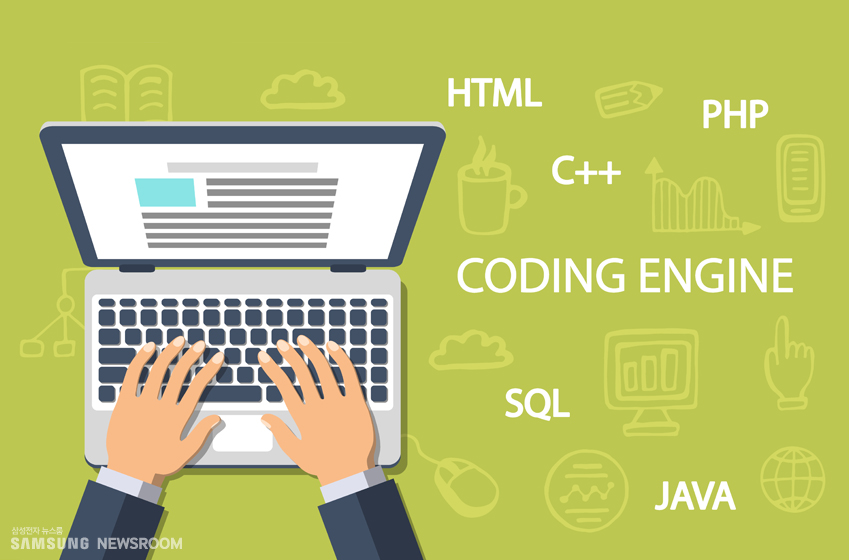 HTML
PHP
C++
CODING ENGINE
SQL
JAVA
삼성전자 뉴스룸
SAMSUNG NEWSROOM